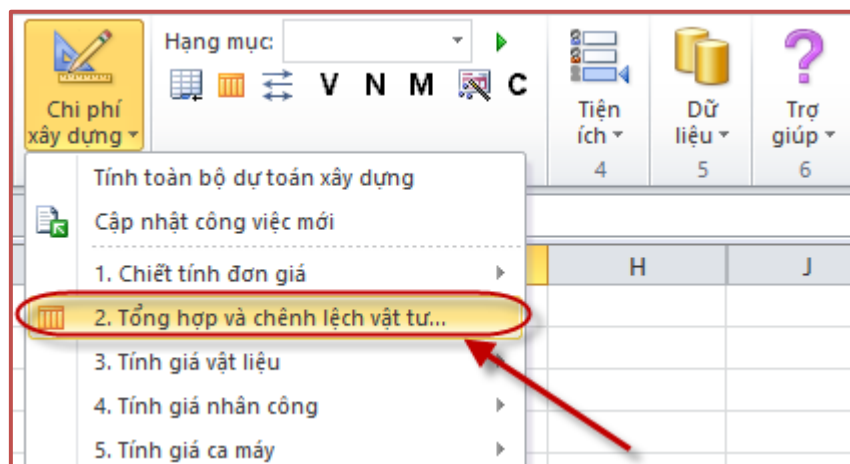 Hạng mục:
V N M C
Chi phí
xây dựng
Tiện
ích
4
Dữ
liệu
5
Trợ
giúp
6
Tính toàn bộ dự toán xây dựng
Cập nhật công việc mới
1. Chiết tính đơn giá
2. Tổng hợp và chênh lệch vật tư...
3. Tính giá vật liệu
4. Tính giá nhân công
5. Tính giá ca máy
H J